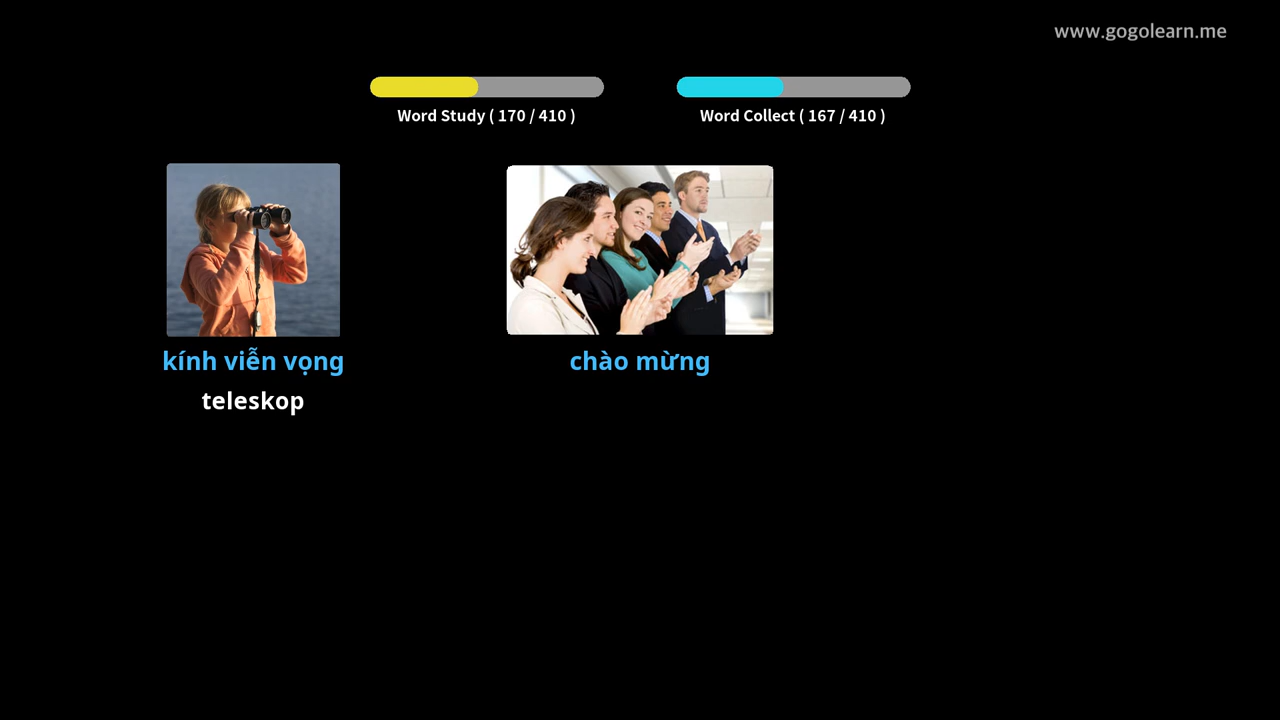 www.gogolearn.me
Word Study ( 170 / 410 )
Word Collect ( 167 / 410 )
kính viễn vọng
teleskop
chào mừng